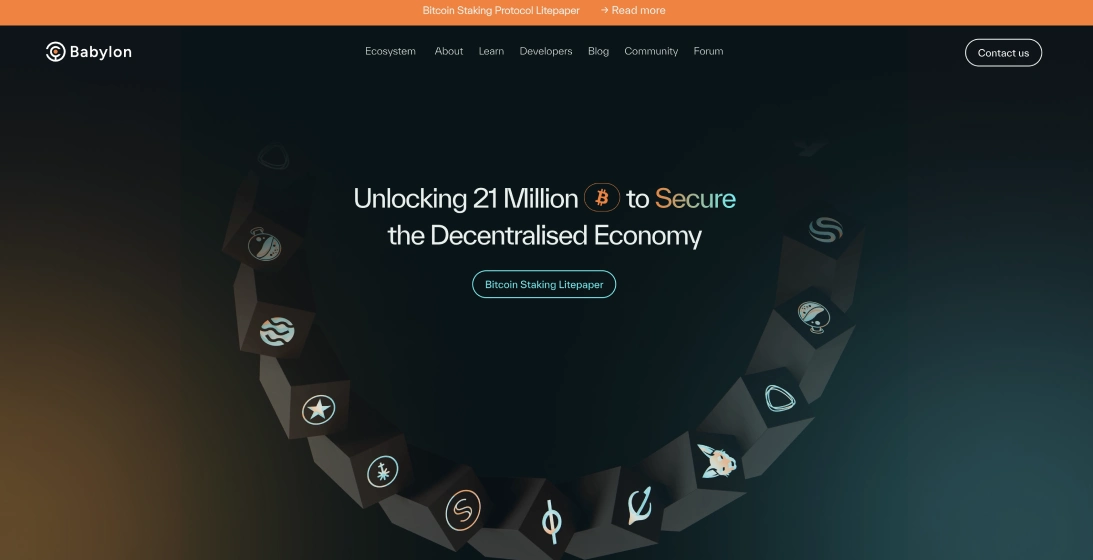 Bitcoin Staking Protocol Litepaper → Read more
Babylon
Ecosystem About Learn Developers Blog Community Forum
Contact us
Unlocking 21 Million ₿ to Secure
the Decentralised Economy
Bitcoin Staking Litepaper